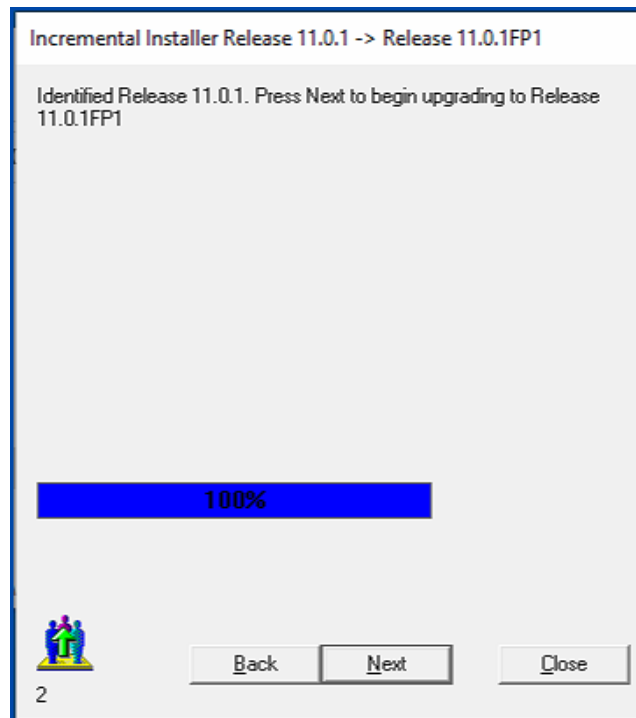 Incremental Installer Release 11.0.1 -> Release 11.0.1FP1
Identified Release 11.0.1. Press Next to begin upgrading to Release
11.0.1FP1
100%
Back Next Close
2